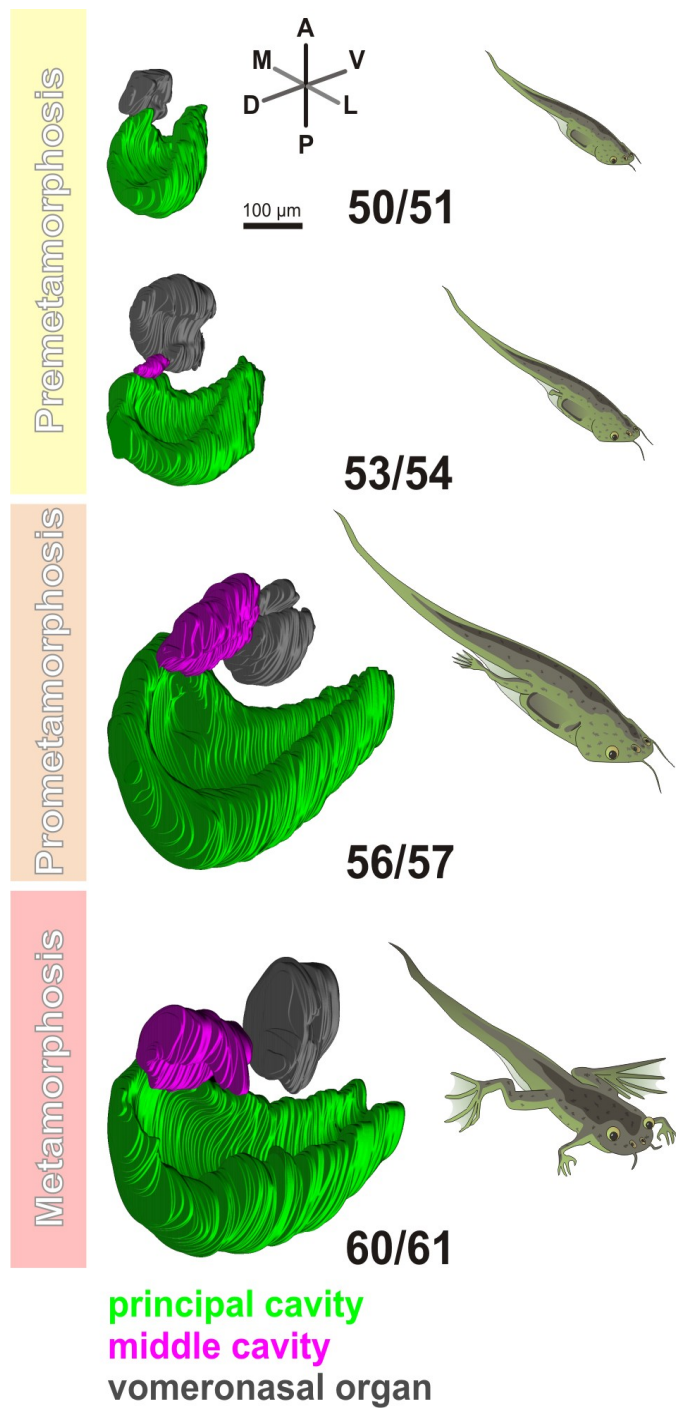 Premetamorphosis
A
M
V
D
L
P
100 µm
50/51
53/54
Prometamorphosis
56/57
Metamorphosis
60/61
principal cavity
middle cavity
vomeronasal organ